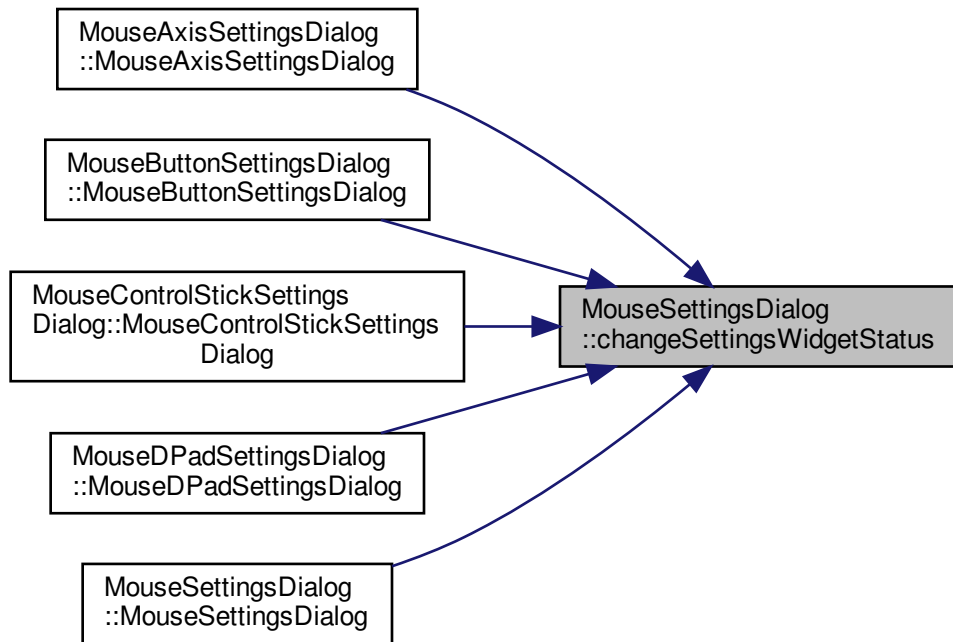 MouseAxisSettingsDialog
::MouseAxisSettingsDialog
MouseButtonSettingsDialog
::MouseButtonSettingsDialog
MouseControlStickSettings
Dialog::MouseControlStickSettings
Dialog
MouseDPadSettingsDialog
::MouseDPadSettingsDialog
MouseSettingsDialog
::MouseSettingsDialog
MouseSettingsDialog
::changeSettingsWidgetStatus